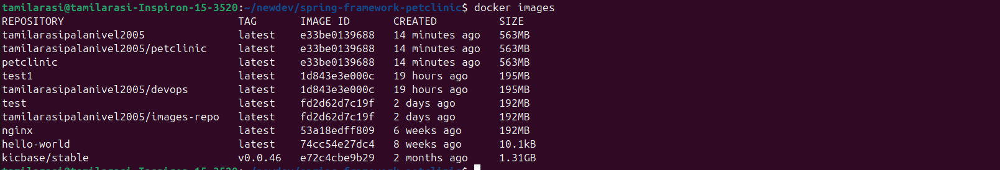 tamilarasi@tamilarasi-Inspiron-15-3520:~/newdev/spring-framework-petclinic$ docker images
REPOSITORY TAG IMAGE ID CREATED SIZE
tamilarasipalanivel2005 latest e33be0139688 14 minutes ago 563MB
tamilarasipalanivel2005/petclinic latest e33be0139688 14 minutes ago 563MB
petclinic latest e33be0139688 14 minutes ago 563MB
test1 latest 1d843e3e000c 19 hours ago 195MB
tamilarasipalanivel2005/devops latest 1d843e3e000c 19 hours ago 195MB
test latest fd2d62d7c19f 2 days ago 192MB
tamilarasipalanivel2005/images-repo latest fd2d62d7c19f 2 days ago 192MB
nginx latest 53a18edff809 6 weeks ago 192MB
hello-world latest 74cc54e27dc4 8 weeks ago 10.1kB
kicbase/stable v0.0.46 e72c4cbe9b29 2 months ago 1.31GB
tamilarasi@tamilarasi-Inspiron-15-3520:~/newdev/spring-framework-petclinic$